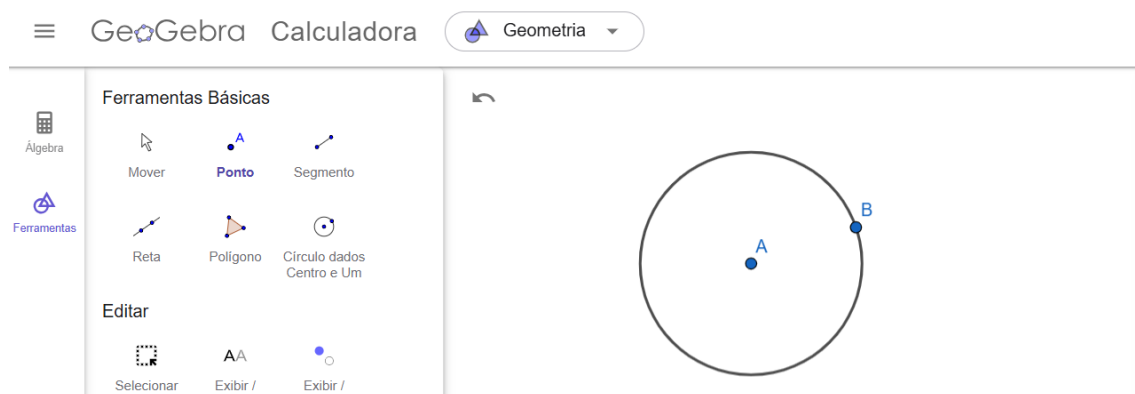 GeoGebra Calculadora Geometria
Ferramentas Básicas
Álgebra
Ferramentas
A
Mover Ponto Segmento
Reta Polígono Círculo dados
Centro e Um
Editar
AA
Selecionar Exibir / Exibir /
B
A